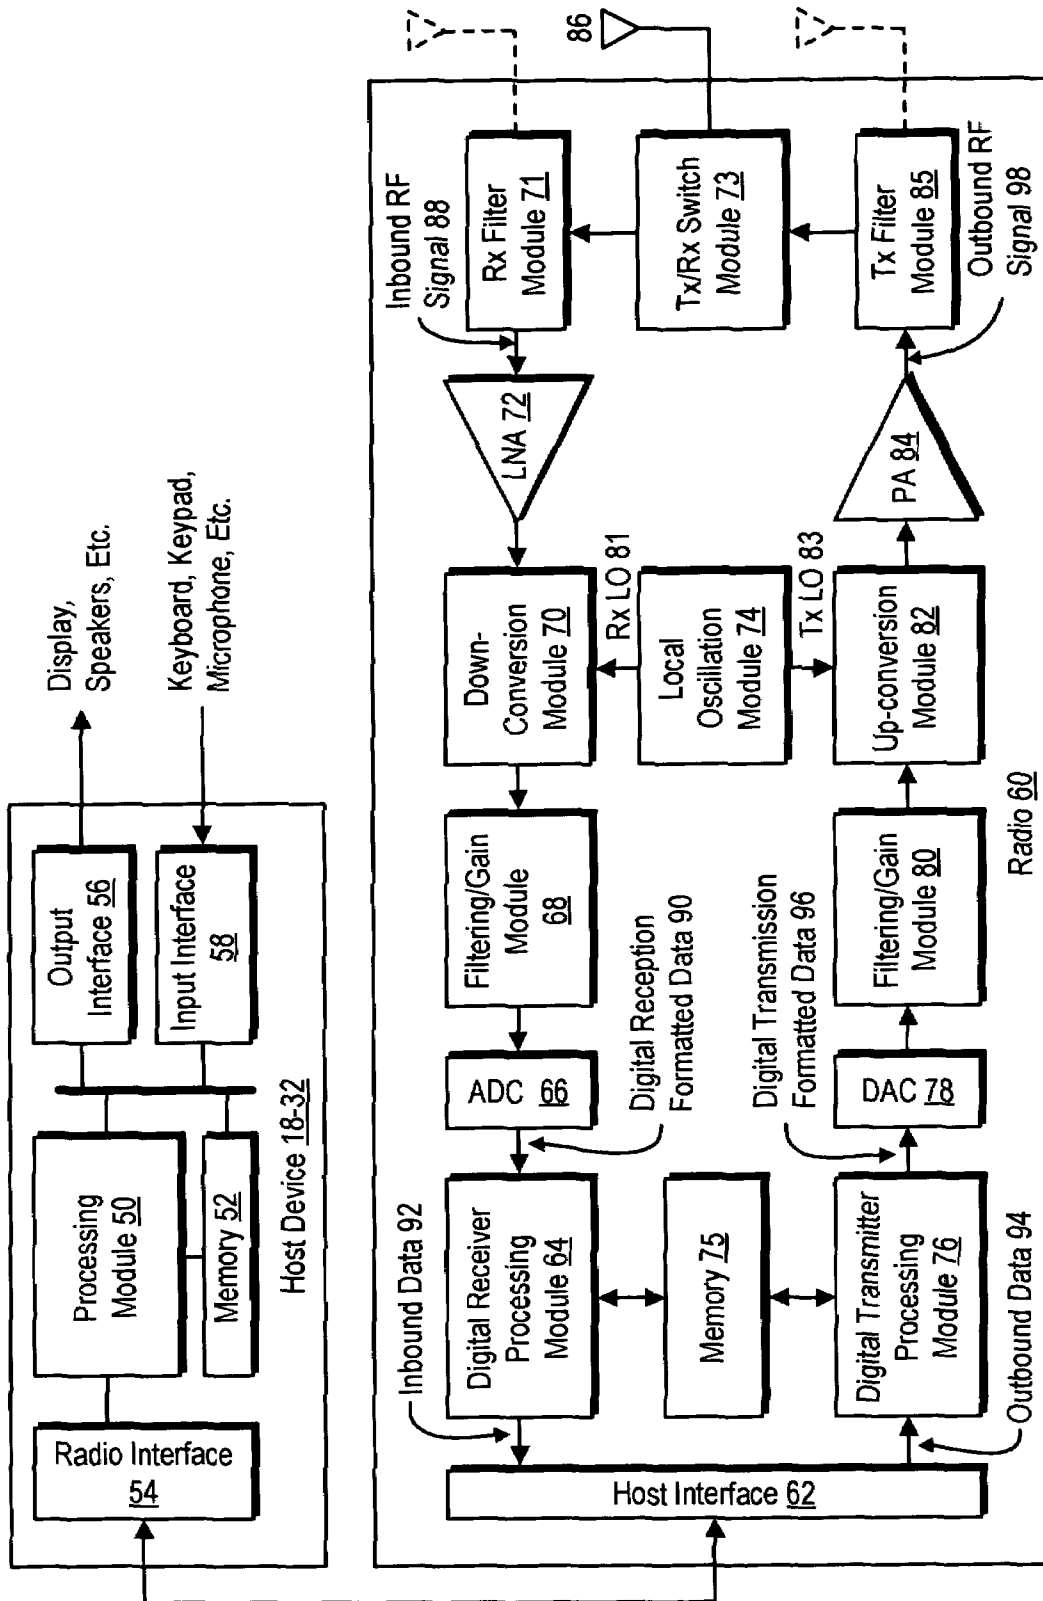 Radio Interface
54
Processing
Module 50
Memory 52
Output
Interface 56
Input Interface
58
Host Device 18-32
Display,
Speakers, Etc.
Keyboard, Keypad,
Microphone, Etc.
Host Interface 62
Inbound Data 92
Digital Receiver
Processing
Module 64
Digital Reception
Formatted Data 90
ADC 66
Filtering/Gain
Module
68
Down-
Conversion
Module 70
LNA 72
Inbound RF
Signal 88
Rx Filter
Module 71
Memory 75
Rx LO 81
Local
Oscillation
Module 74
Tx LO 83
Tx/Rx Switch
Module 73
86
Outbound Data 94
Digital Transmitter
Processing
Module 76
Digital Transmission
Formatted Data 96
DAC 78
Filtering/Gain
Module 80
Up-conversion
Module 82
PA 84
Tx Filter
Module 85
Outbound RF
Signal 98
Radio 60